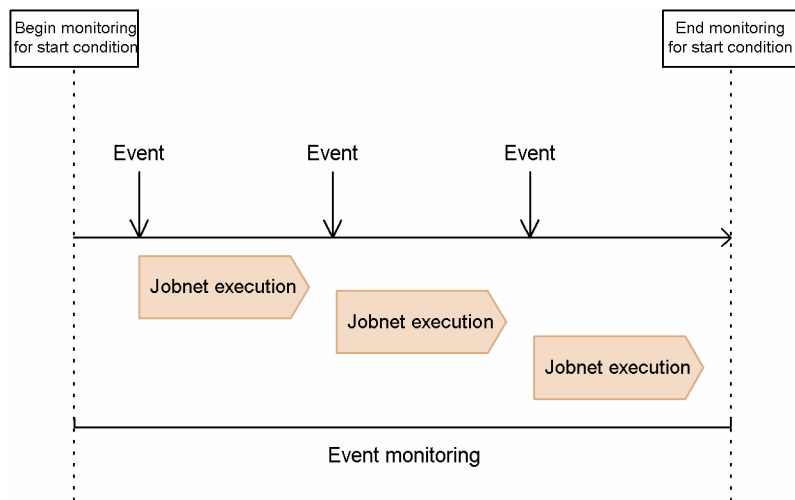 Begin monitoring
for start condition
End monitoring
for start condition
Event
Event
Event
Jobnet execution
Jobnet execution
Jobnet execution
Event monitoring